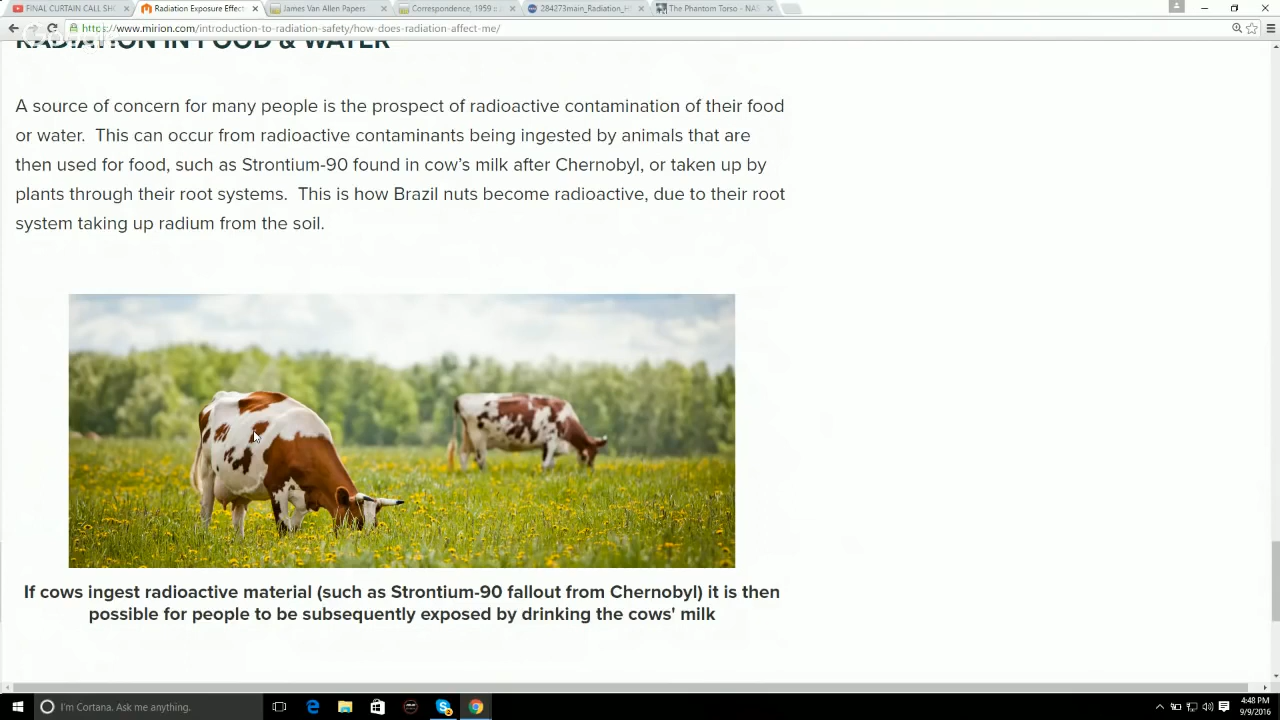 FINAL CURTAIN CALL SH
Radiation Exposure Effec
James Van Allen Papers
Correspondence, 1959
284273main_Radiation_H
The Phantom Torso - NAS
https://www.mirion.com/introduction-to-radiation-safety/how-does-radiation-affect-me/
RADIATION IN FOOD & WATER
A source of concern for many people is the prospect of radioactive contamination of their food
or water. This can occur from radioactive contaminants being ingested by animals that are
then used for food, such as Strontium-90 found in cow's milk after Chernobyl, or taken up by
plants through their root systems. This is how Brazil nuts become radioactive, due to their root
system taking up radium from the soil.
If cows ingest radioactive material (such as Strontium-90 fallout from Chernobyl) it is then
possible for people to be subsequently exposed by drinking the cows' milk
I'm Cortana. Ask me anything.
4:48 PM
9/9/2016